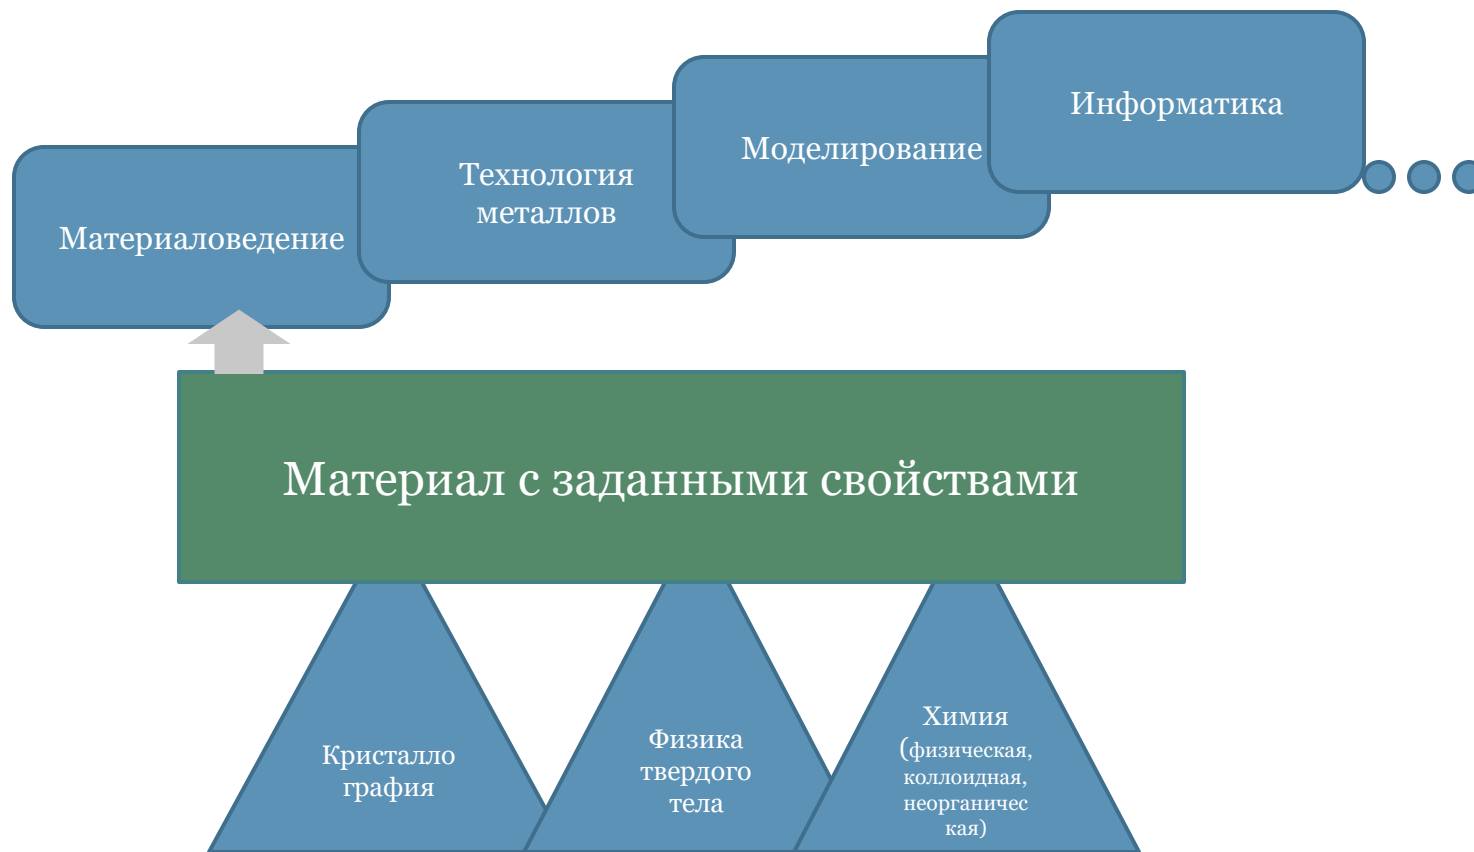 Информатика
Моделирование
Технология
металлов
Материаловедение
Материал с заданными свойствами
Кристалло
графия
Физика
твердого
тела
Химия
(физическая,
коллоидная,
неорганичес
кая)